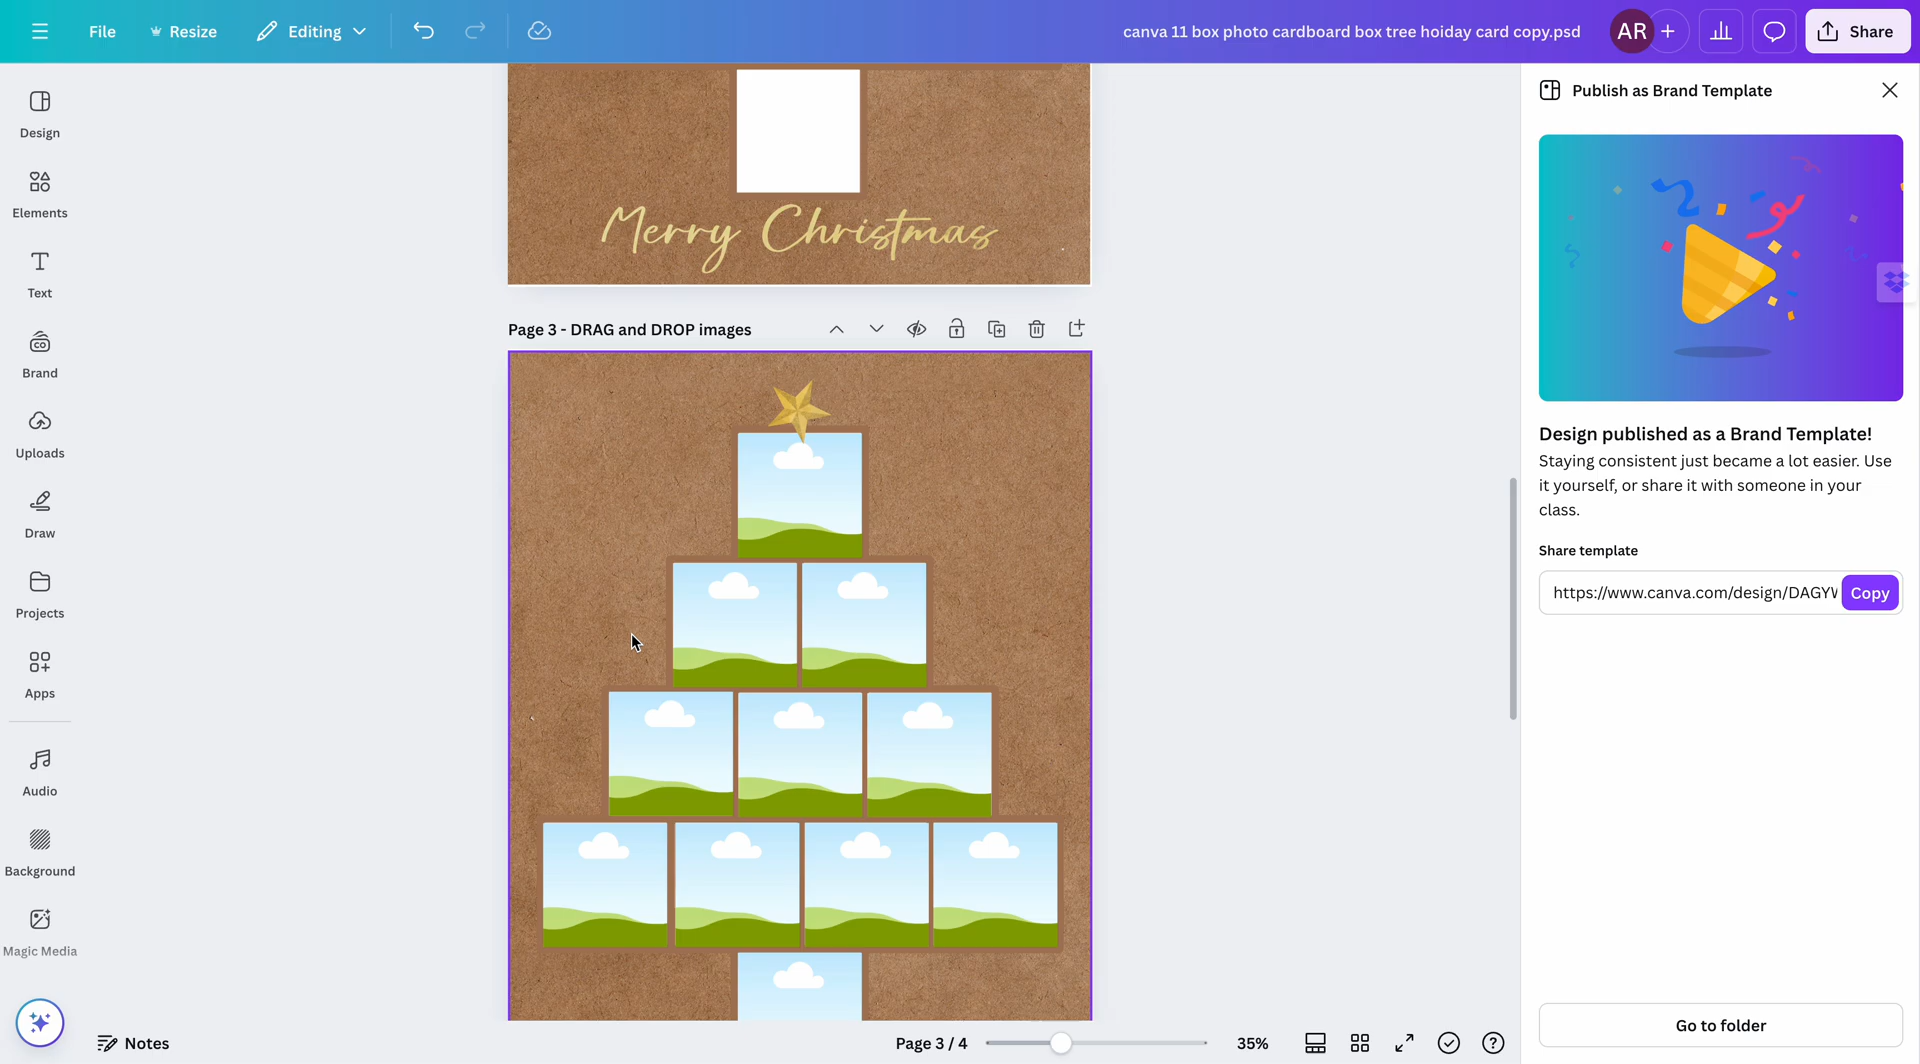 File
Resize
Editing
canva 11 box photo cardboard box tree hoiday card copy.psd
AR
Share
Design
Elements
Text
Brand
Uploads
Draw
Projects
Apps
Audio
Background
Magic Media
Merry Christmas
Page 3 - DRAG and DROP images
Publish as Brand Template
Design published as a Brand Template!
Staying consistent just became a lot easier. Use
it yourself, or share it with someone in your
class.
Share template
https://www.canva.com/design/DAGYV
Copy
Go to folder
Notes
Page 3 / 4
35%